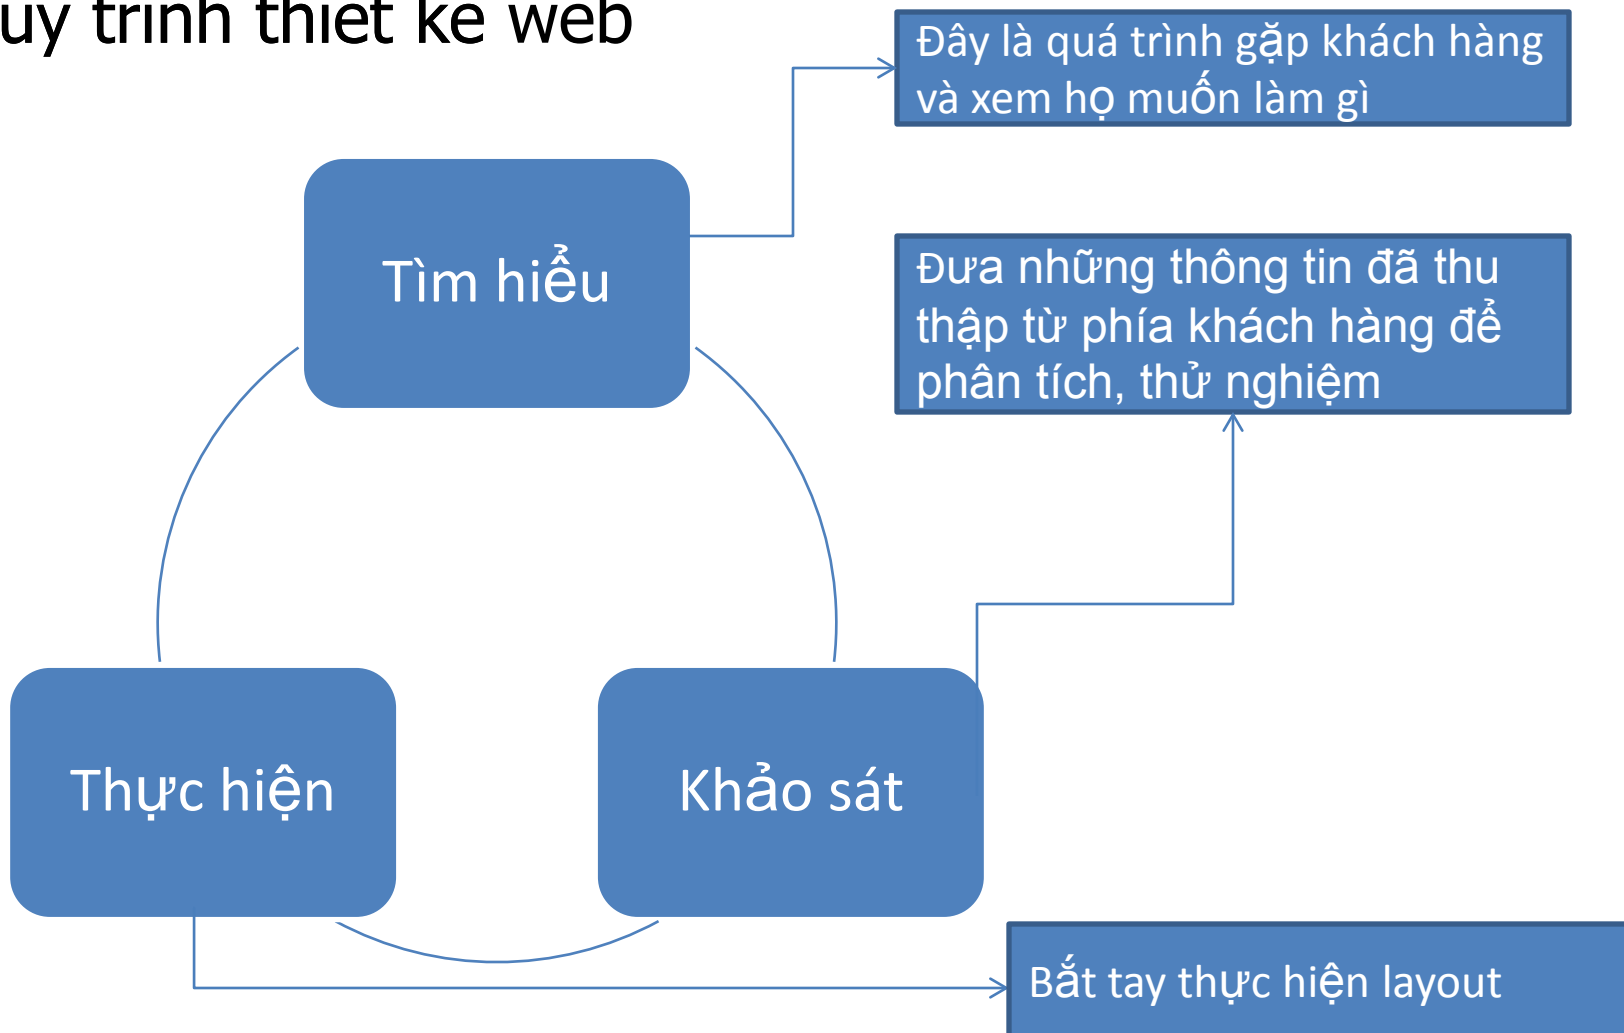 uy trình thiết kế web
Đây là quá trình gặp khách hàng
và xem họ muốn làm gì
Tìm hiểu
Đưa những thông tin đã thu
thập từ phía khách hàng để
phân tích, thử nghiệm
Thực hiện
Khảo sát
Bắt tay thực hiện layout